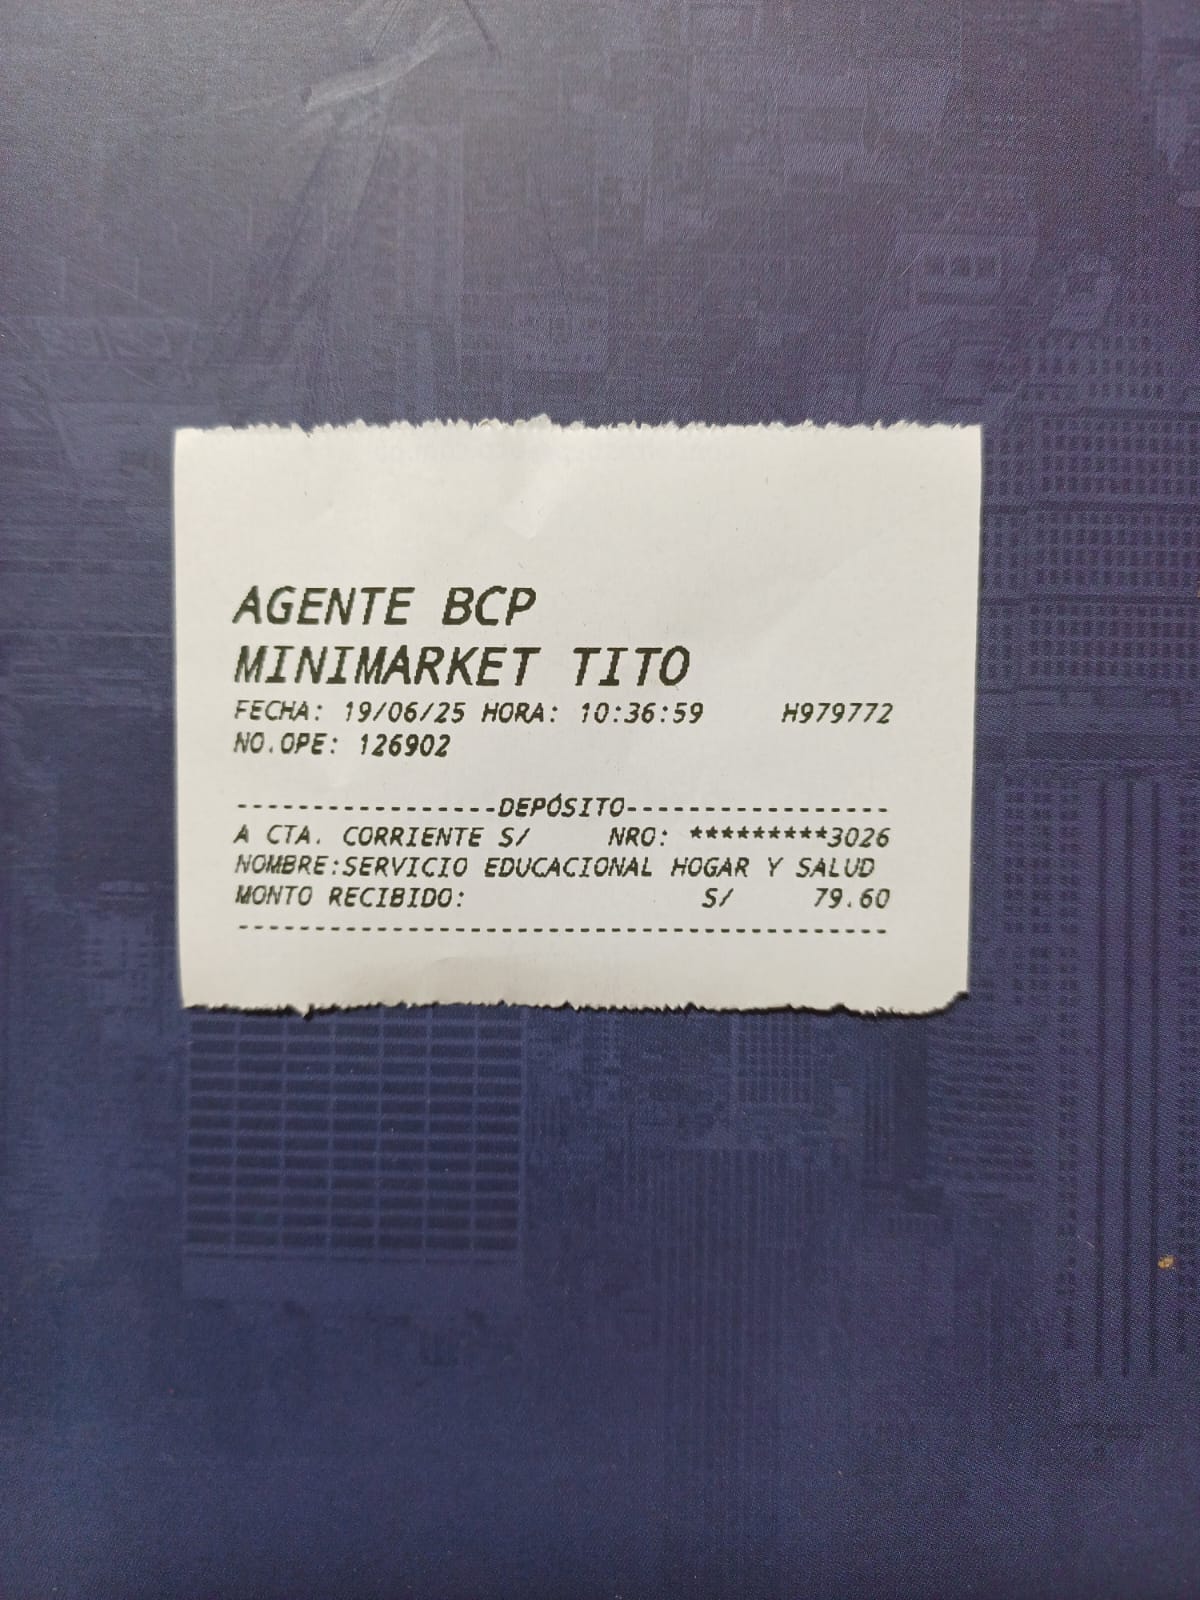 AGENTE BCP
MINIMARKET TITO
FECHA: 19/06/25 HORA: 10:36:59 H979772
NO.OPE: 126902
-----------------DEPÓSITO-----------------
A CTA. CORRIENTE S/ NRO: *********3026
NOMBRE:SERVICIO EDUCACIONAL HOGAR Y SALUD
MONTO RECIBIDO: S/ 79.60
------------------------------------------